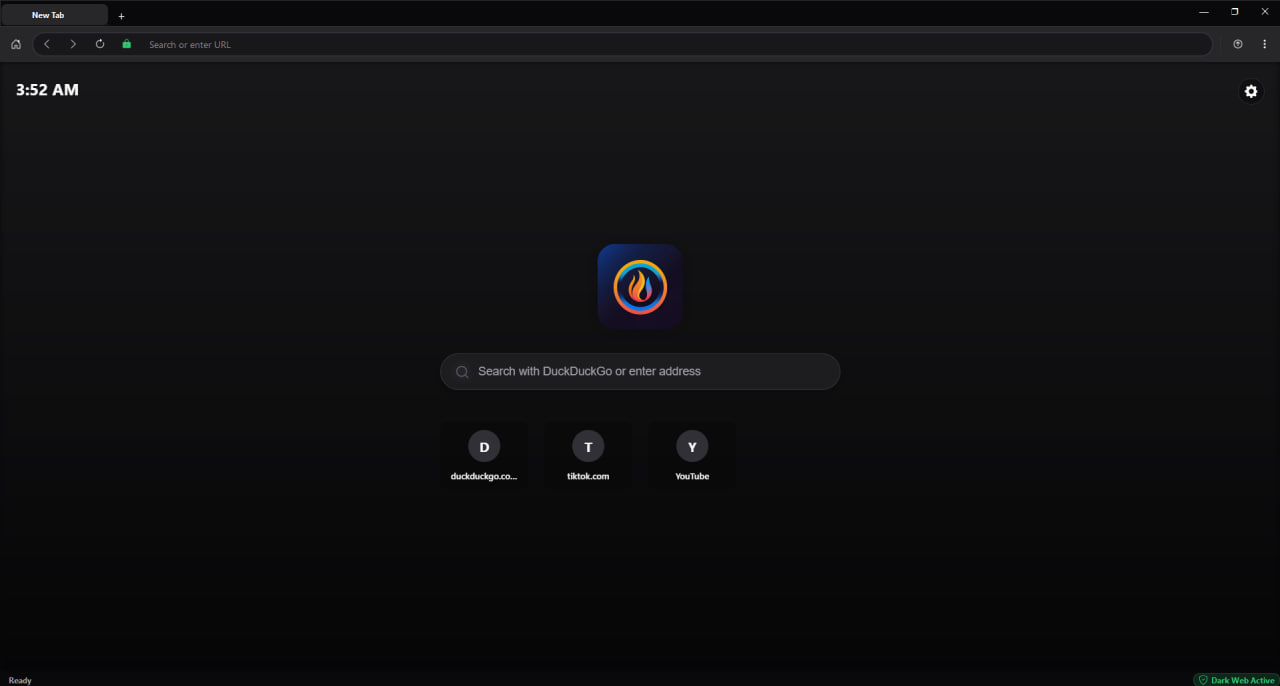 New Tab
Search or enter URL
3:52 AM
Search with DuckDuckGo or enter address
D
T
Y
duckduckgo.co...
tiktok.com
YouTube
Ready
Dark Web Active